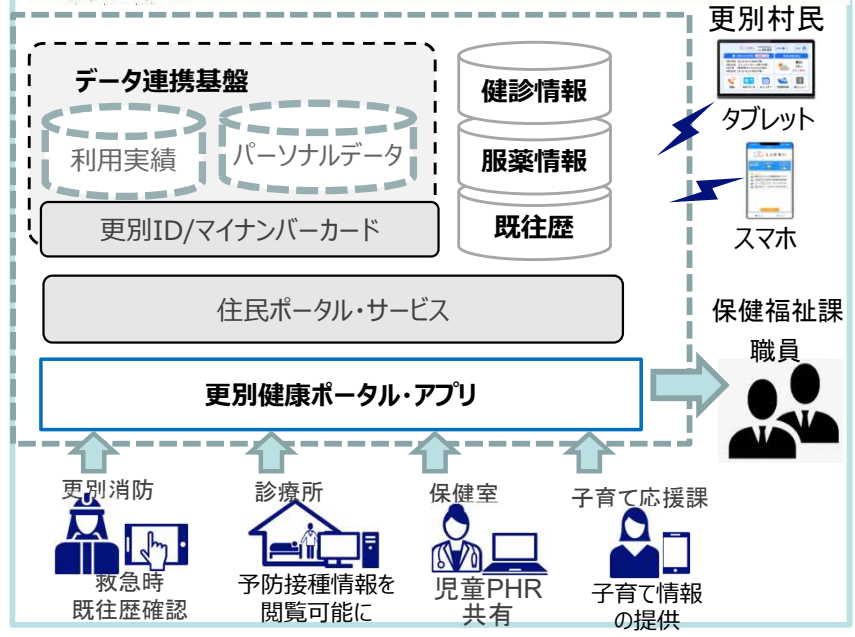 更別村民
データ連携基盤
利用実績
パーソナルデータ
更別ID/マイナンバーカード
健診情報
服薬情報
既往歴
タブレット
スマホ
住民ポータル・サービス
更別健康ポータル・アプリ
保健福祉課
職員
更別消防
救急時
既往歴確認
診療所
予防接種情報を
閲覧可能に
保健室
児童PHR
共有
子育て応援課
子育て情報
の提供